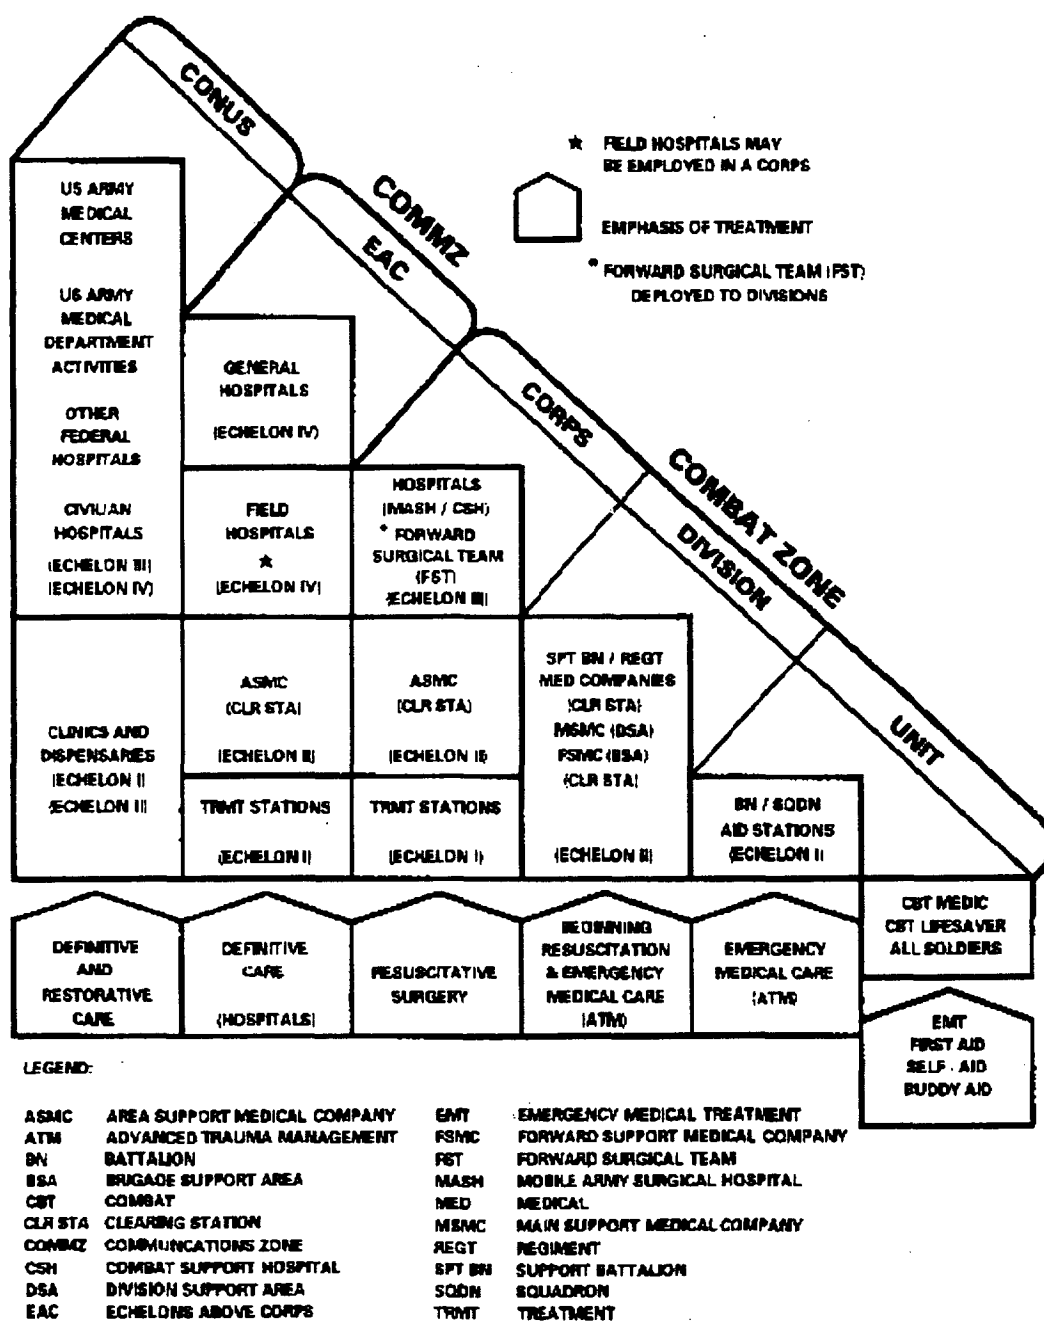 CONUS
COMMZ
EAC
CORPS
COMBAT ZONE
DIVISION
UNIT
★ FIELD HOSPITALS MAY
BE EMPLOYED IN A CORPS
EMPHASIS OF TREATMENT
* FORWARD SURGICAL TEAM (FST)
DEPLOYED TO DIVISIONS
US ARMY
MEDICAL
CENTERS
US ARMY
MEDICAL
DEPARTMENT
ACTIVITIES
OTHER
FEDERAL
HOSPITALS
CIVILIAN
HOSPITALS
(ECHELON III)
(ECHELON IV)
GENERAL
HOSPITALS
(ECHELON IV)
FIELD
HOSPITALS
★
(ECHELON IV)
HOSPITALS
(MASH / CSH)
* FORWARD
SURGICAL TEAM
(FST)
(ECHELON III)
CLINICS AND
DISPENSARIES
(ECHELON I)
(ECHELON II)
ASMC
(CLR STA)
(ECHELON II)
TRMT STATIONS
(ECHELON I)
ASMC
(CLR STA)
(ECHELON II)
TRMT STATIONS
(ECHELON I)
SPT BN / REGT
MED COMPANIES
(CLR STA)
MSMC (DSA)
FSMC (BSA)
(CLR STA)
(ECHELON II)
BN / SQDN
AID STATIONS
(ECHELON I)
CBT MEDIC
CBT LIFESAVER
ALL SOLDIERS
DEFINITIVE
AND
RESTORATIVE
CARE
DEFINITIVE
CARE
(HOSPITALS)
RESUSCITATIVE
SURGERY
BEGINNING
RESUSCITATION
& EMERGENCY
MEDICAL CARE
(ATM)
EMERGENCY
MEDICAL CARE
(ATM)
EMT
FIRST AID
SELF - AID
BUDDY AID
LEGEND:
ASMC AREA SUPPORT MEDICAL COMPANY
ATM ADVANCED TRAUMA MANAGEMENT
BN BATTALION
BSA BRIGADE SUPPORT AREA
CBT COMBAT
CLR STA CLEARING STATION
COMMZ COMMUNCATIONS ZONE
CSH COMBAT SUPPORT HOSPITAL
DSA DIVISION SUPPORT AREA
EAC ECHELONS ABOVE CORPS
EMT EMERGENCY MEDICAL TREATMENT
FSMC FORWARD SUPPORT MEDICAL COMPANY
FST FORWARD SURGICAL TEAM
MASH MOBILE ARMY SURGICAL HOSPITAL
MED MEDICAL
MSMC MAIN SUPPORT MEDICAL COMPANY
REGT REGIMENT
SPT BN SUPPORT BATTALION
SQDN SQUADRON
TRMT TREATMENT